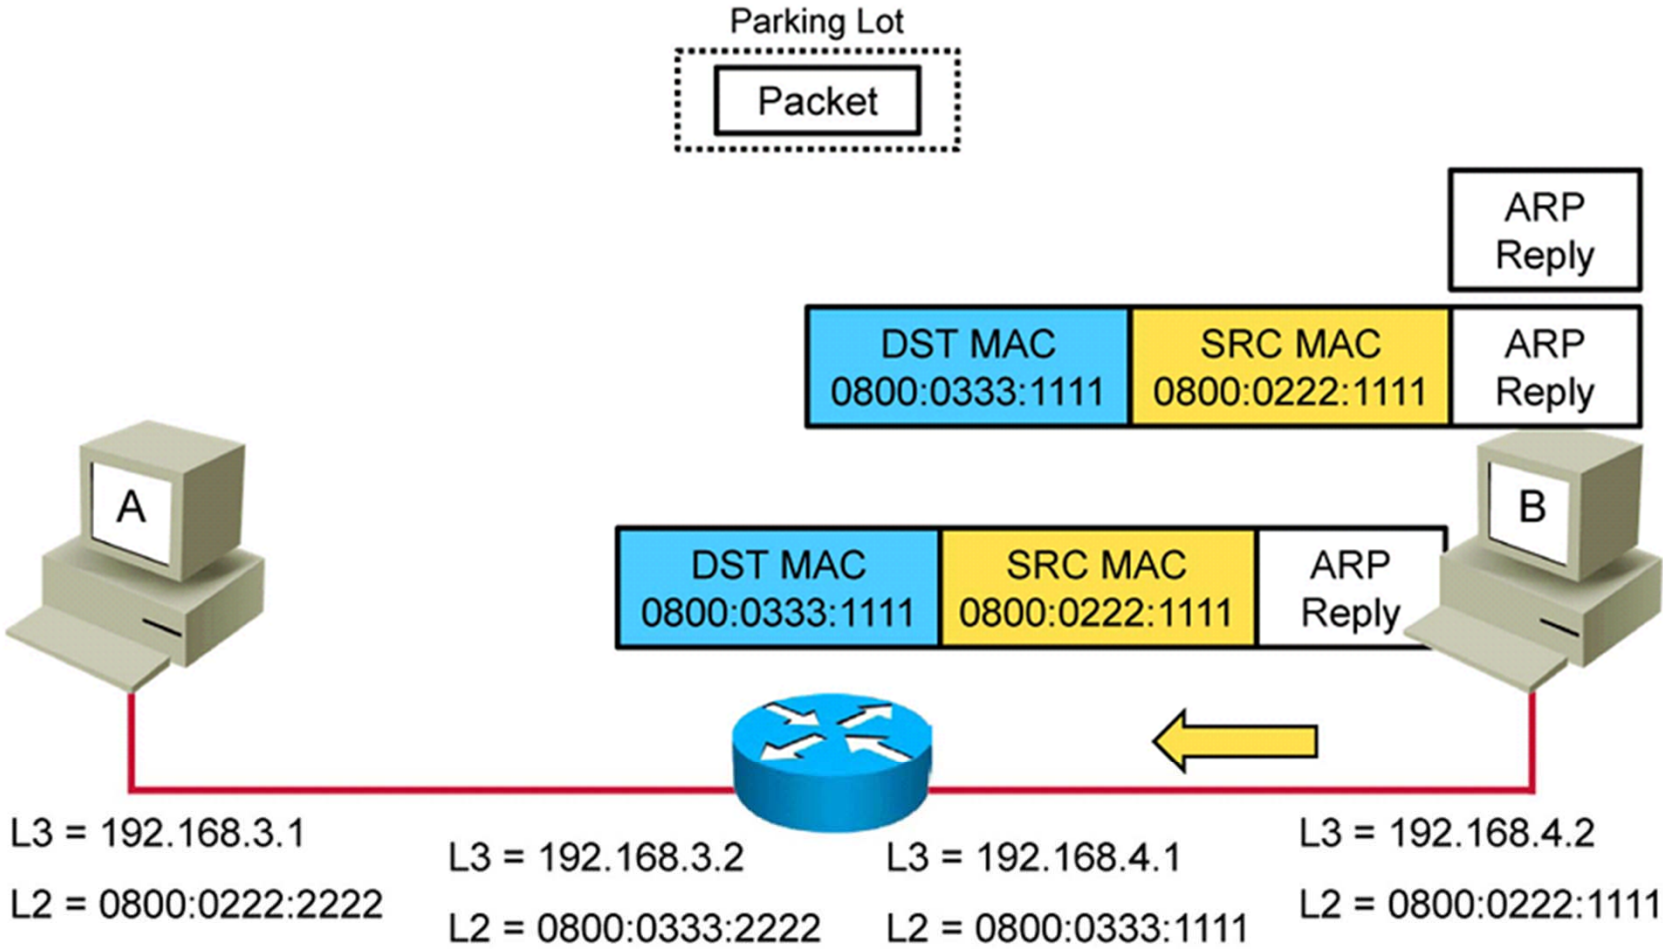 Parking Lot
Packet
ARP
Reply
DST MAC
0800:0333:1111
SRC MAC
0800:0222:1111
ARP
Reply
A
B
DST MAC
0800:0333:1111
SRC MAC
0800:0222:1111
ARP
Reply
L3 = 192.168.3.1
L2 = 0800:0222:2222
L3 = 192.168.3.2
L2 = 0800:0333:2222
L3 = 192.168.4.1
L2 = 0800:0333:1111
L3 = 192.168.4.2
L2 = 0800:0222:1111